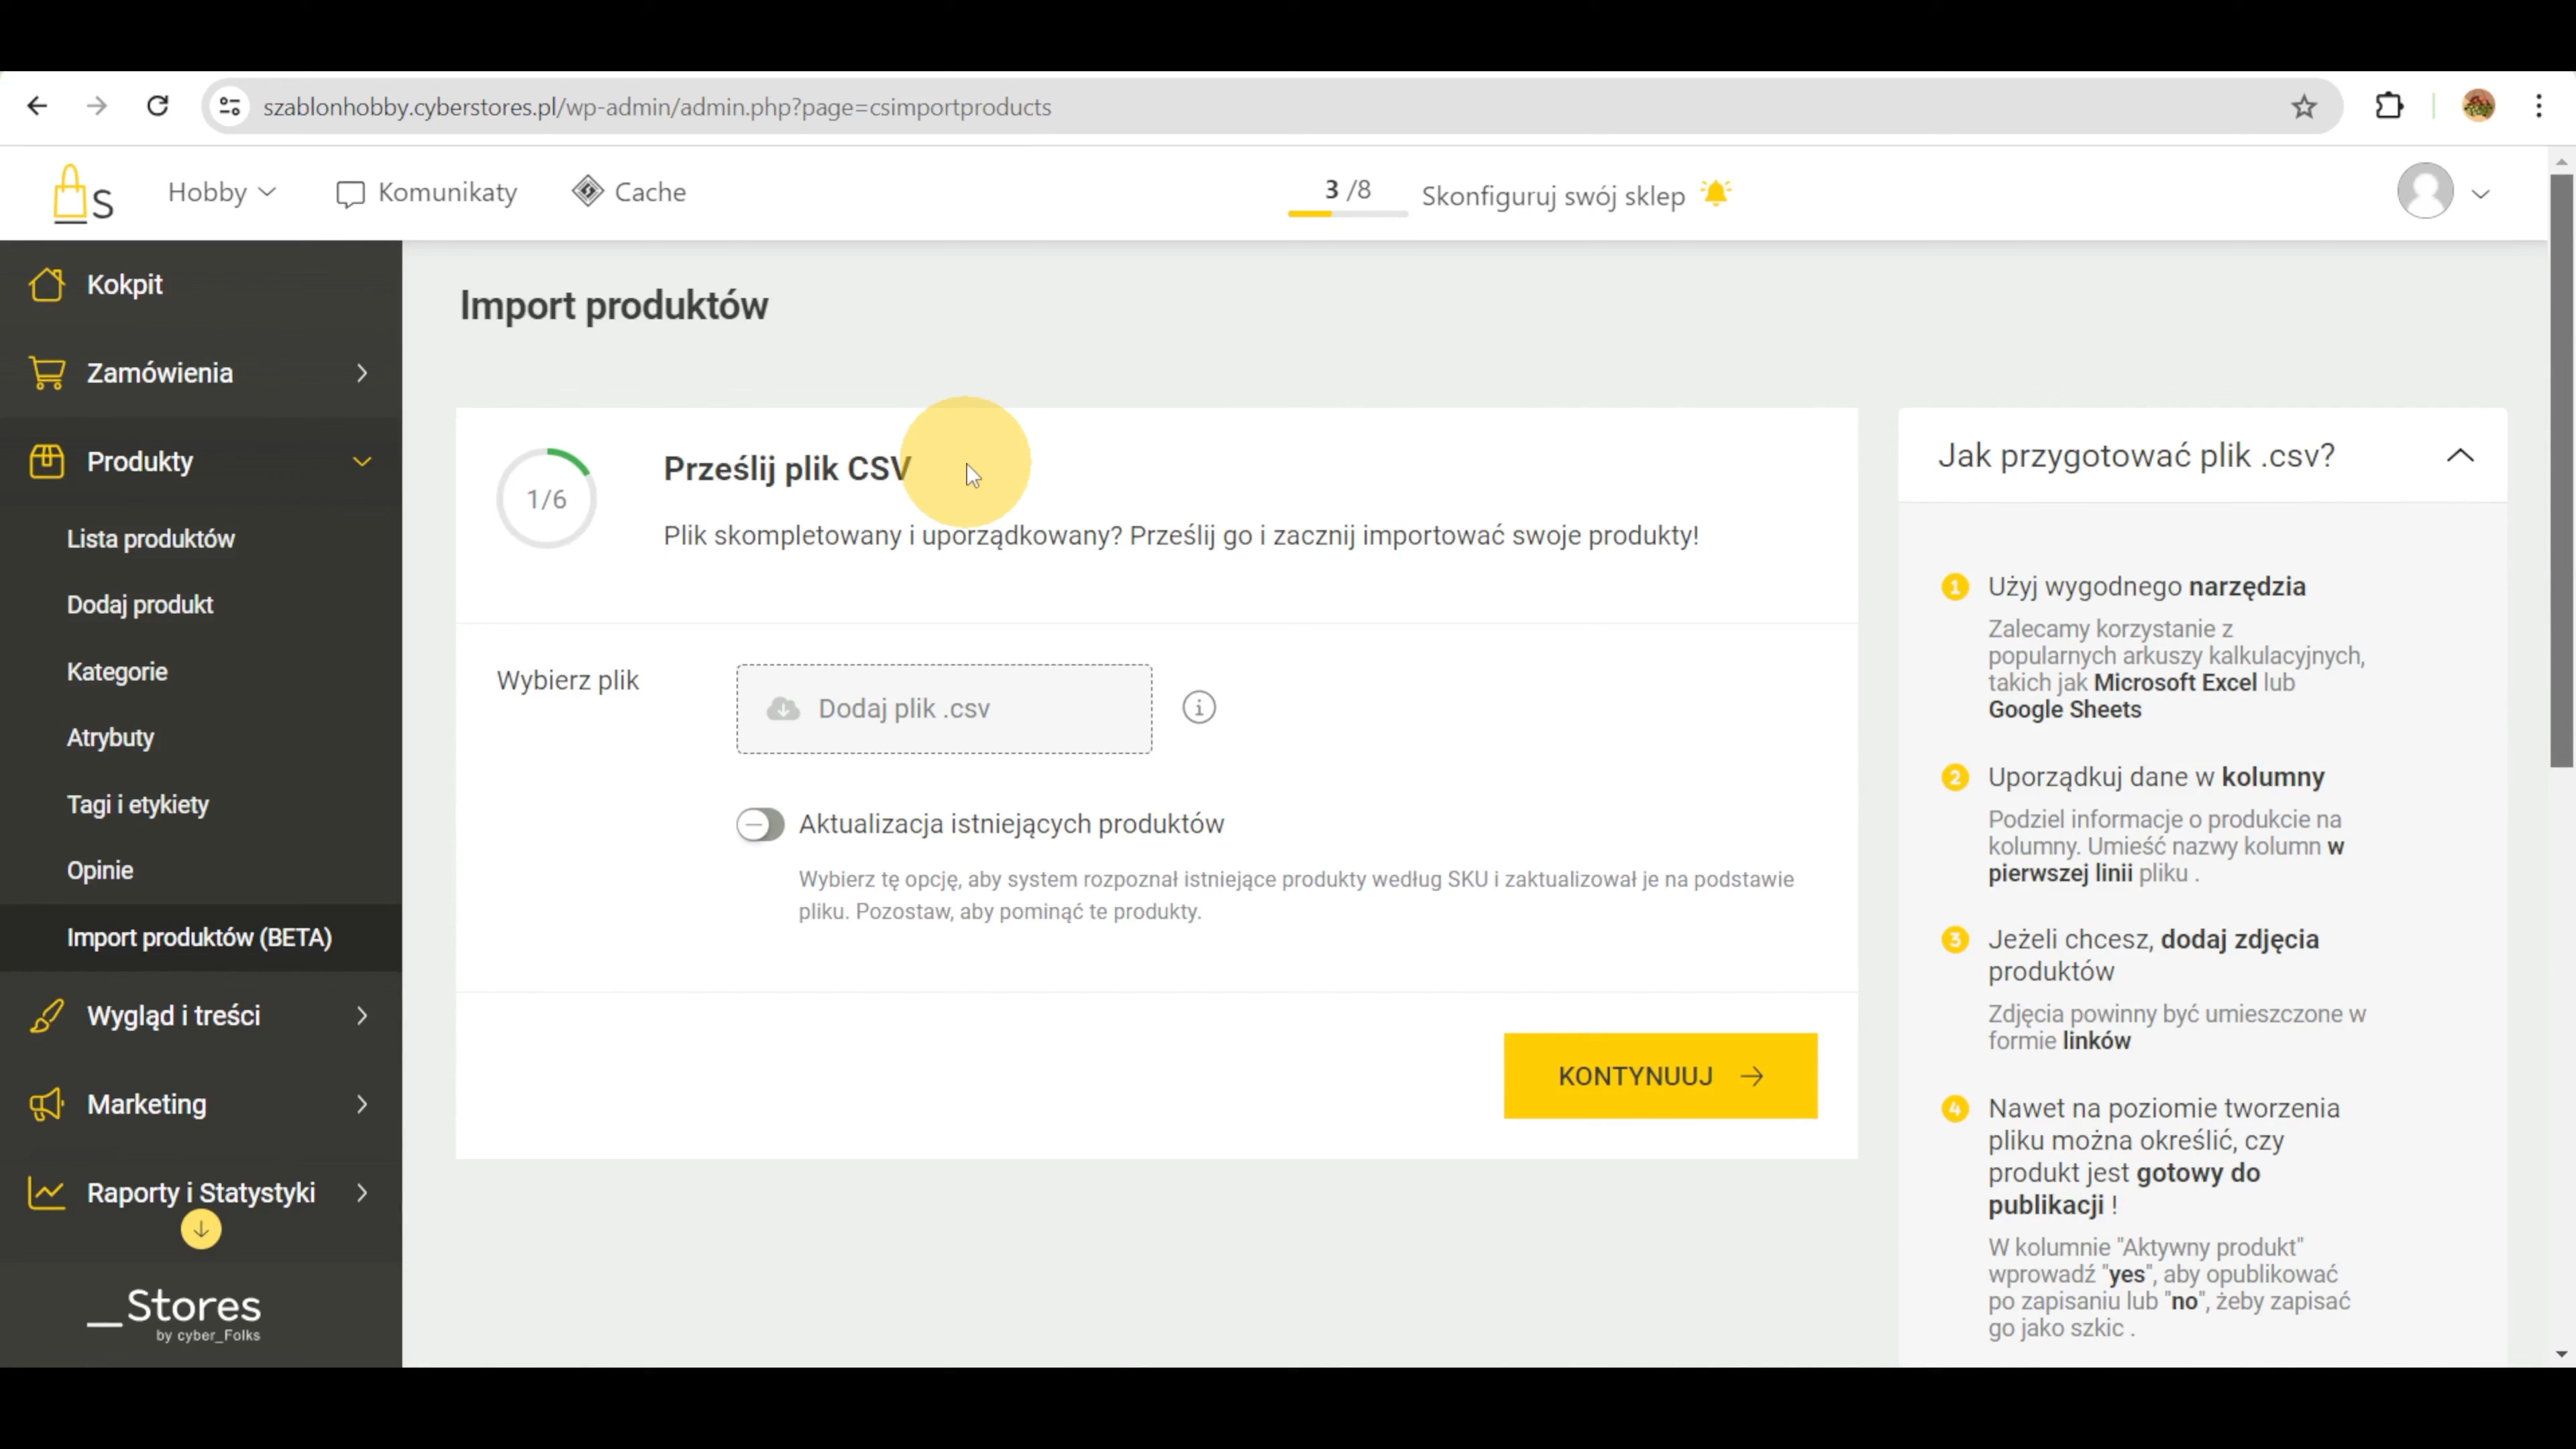 szablonhobby.cyberstores.pl/wp-admin/admin.php?page=csimportproducts
S
Hobby
Komunikaty
Cache
3 /8
Skonfiguruj swój sklep
Kokpit
Zamówienia
Produkty
Lista produktów
Dodaj produkt
Kategorie
Atrybuty
Tagi i etykiety
Opinie
Import produktów (BETA)
Wygląd i treści
Marketing
Raporty i Statystyki
__Stores
by cyber_Folks
Import produktów
1/6
Prześlij plik CSV
Plik skompletowany i uporządkowany? Prześlij go i zacznij importować swoje produkty!
Wybierz plik
Dodaj plik .csv
Aktualizacja istniejących produktów
Wybierz tę opcję, aby system rozpoznał istniejące produkty według SKU i zaktualizował je na podstawie
pliku. Pozostaw, aby pominąć te produkty.
KONTYNUUJ
Jak przygotować plik .csv?
1 Użyj wygodnego narzędzia
Zalecamy korzystanie z
popularnych arkuszy kalkulacyjnych,
takich jak Microsoft Excel lub
Google Sheets
2 Uporządkuj dane w kolumny
Podziel informacje o produkcie na
kolumny. Umieść nazwy kolumn w
pierwszej linii pliku .
3 Jeżeli chcesz, dodaj zdjęcia
produktów
Zdjęcia powinny być umieszczone w
formie linków
4 Nawet na poziomie tworzenia
pliku można określić, czy
produkt jest gotowy do
publikacji !
W kolumnie "Aktywny produkt"
wprowadź "yes", aby opublikować
po zapisaniu lub "no", żeby zapisać
go jako szkic .